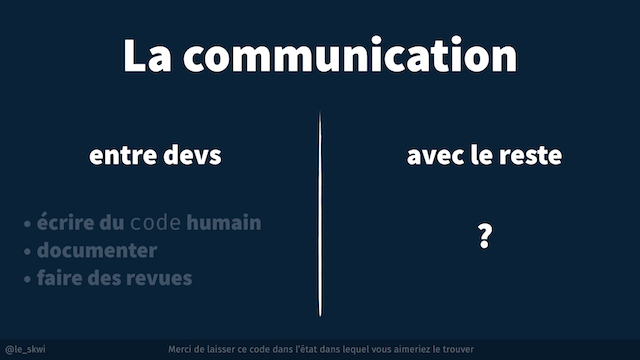 La communication
entre devs
• écrire du code humain
• documenter
• faire des revues
avec le reste
?
@le_skwi
Merci de laisser ce code dans l'état dans lequel vous aimeriez le trouver